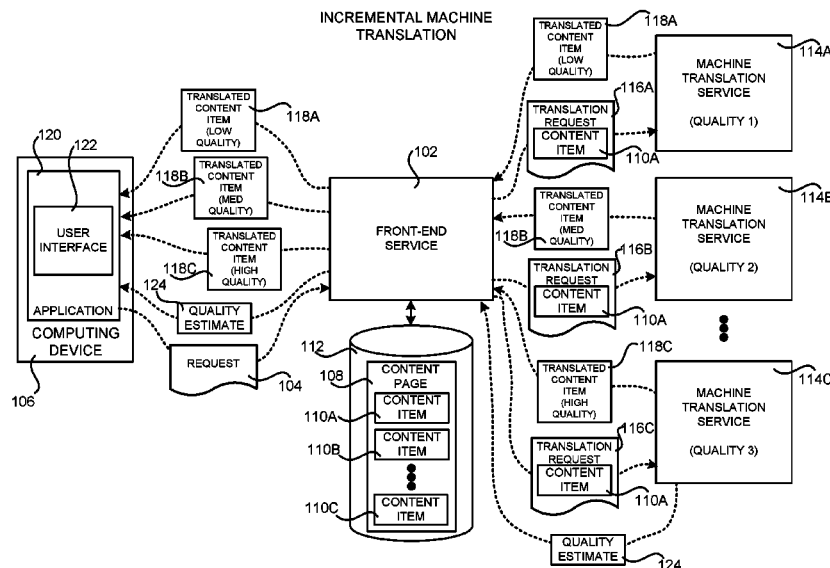 INCREMENTAL MACHINE
TRANSLATION
120
122
USER
INTERFACE
APPLICATION
COMPUTING
DEVICE
106
TRANSLATED
CONTENT
ITEM
(LOW
QUALITY)
118A
118B
TRANSLATED
CONTENT
ITEM
(MED
QUALITY)
TRANSLATED
CONTENT
ITEM
(HIGH
QUALITY)
118C
124
QUALITY
ESTIMATE
REQUEST
104
102
FRONT-END
SERVICE
112
108
CONTENT
PAGE
110A
CONTENT
ITEM
110B
CONTENT
ITEM
110C
CONTENT
ITEM
118A
TRANSLATED
CONTENT
ITEM
(LOW
QUALITY)
116A
TRANSLATION
REQUEST
CONTENT
ITEM
110A
114A
MACHINE
TRANSLATION
SERVICE
(QUALITY 1)
TRANSLATED
CONTENT
ITEM
(MED
QUALITY)
118B
116B
TRANSLATION
REQUEST
CONTENT
ITEM
110A
114B
MACHINE
TRANSLATION
SERVICE
(QUALITY 2)
118C
TRANSLATED
CONTENT
ITEM
(HIGH
QUALITY)
116C
TRANSLATION
REQUEST
CONTENT
ITEM
110A
114C
MACHINE
TRANSLATION
SERVICE
(QUALITY 3)
QUALITY
ESTIMATE
124